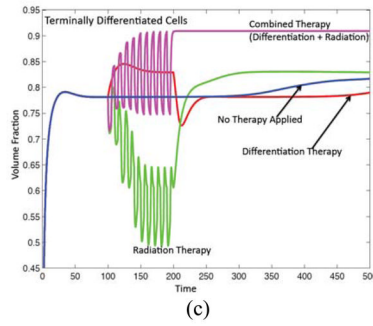 Terminally Differentiated Cells
Combined Therapy
(Differentiation + Radiation)
No Therapy Applied
Differentiation Therapy
Radiation Therapy
Volume Fraction
0.95
0.9
0.85
0.8
0.75
0.7
0.65
0.6
0.55
0.5
0.45
0 50 100 150 200 250 300 350 400 450 500
Time
(c)